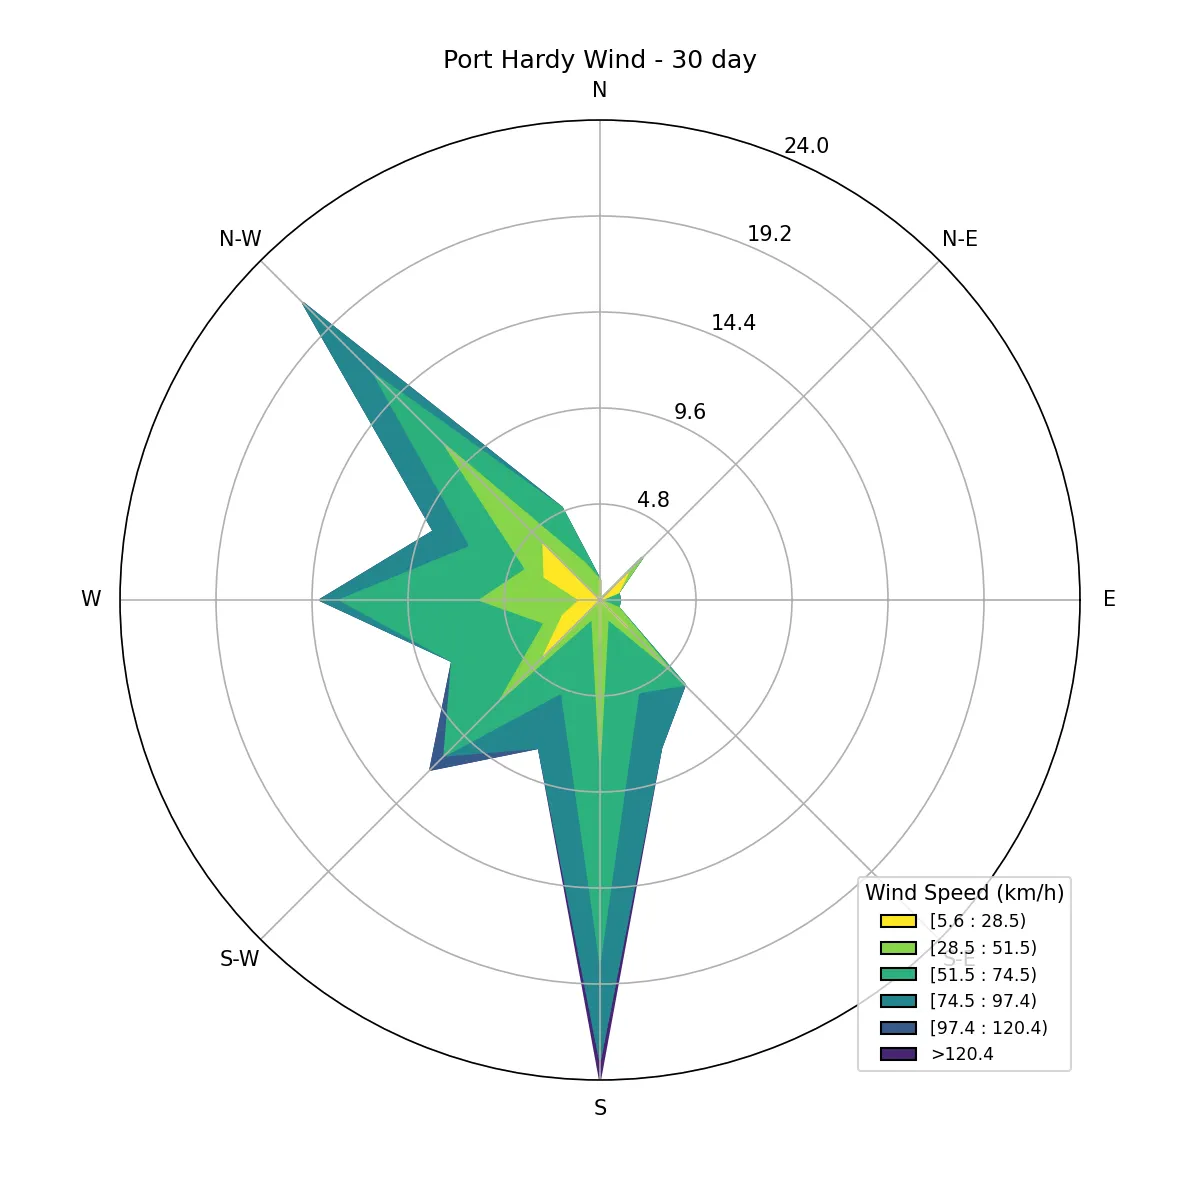 Port Hardy Wind - 30 day
N
24.0
19.2
N-W
N-E
14.4
9.6
4.8
W
E
Wind Speed (km/h)
[5.6 : 28.5)
[28.5 : 51.5)
S-W
S-E
[51.5 : 74.5)
[74.5 : 97.4)
[97.4 : 120.4)
>120.4
S